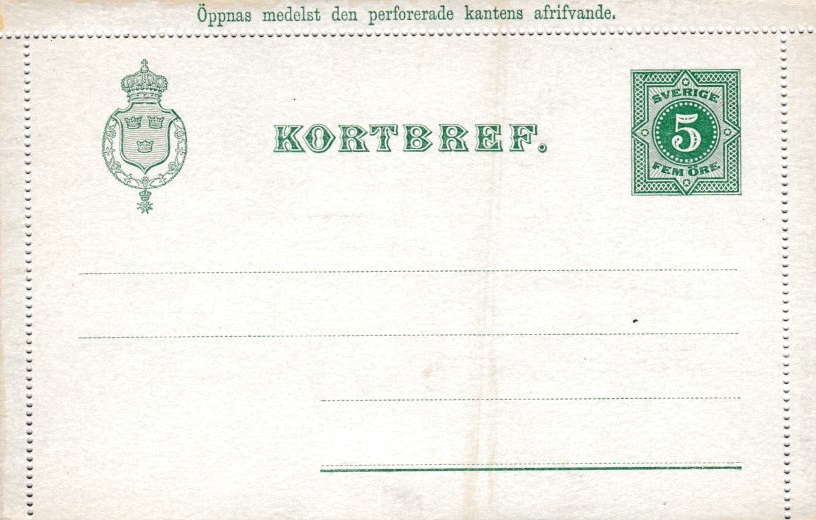 Öppnas medelst den perforerade kantens afrifvande.
KORTBREF.
SVERIGE
5
FEM ÖRE